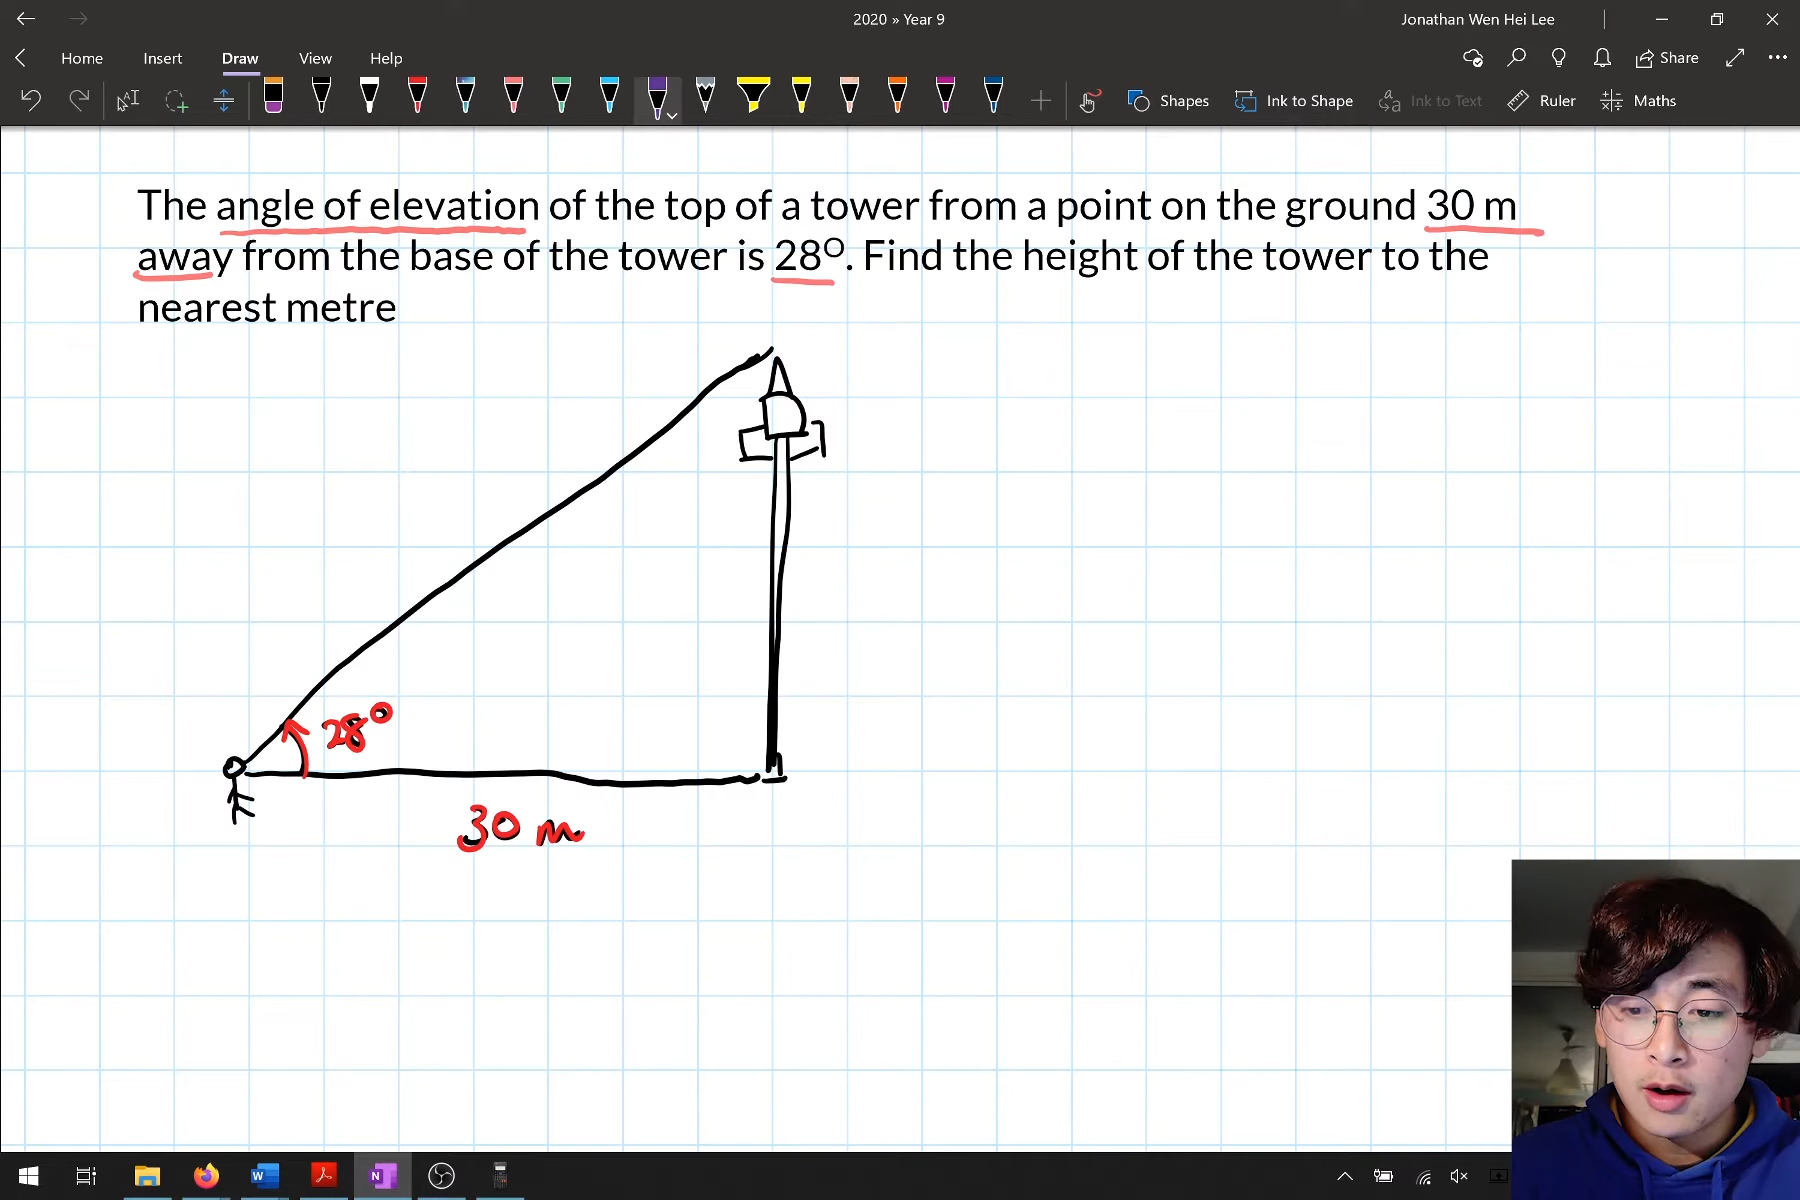 2020 » Year 9
Jonathan Wen Hei Lee
Home Insert Draw View Help
Share
Shapes Ink to Shape Ink to Text Ruler Maths
The angle of elevation of the top of a tower from a point on the ground 30 m
away from the base of the tower is 28°. Find the height of the tower to the
nearest metre
28°
30 m